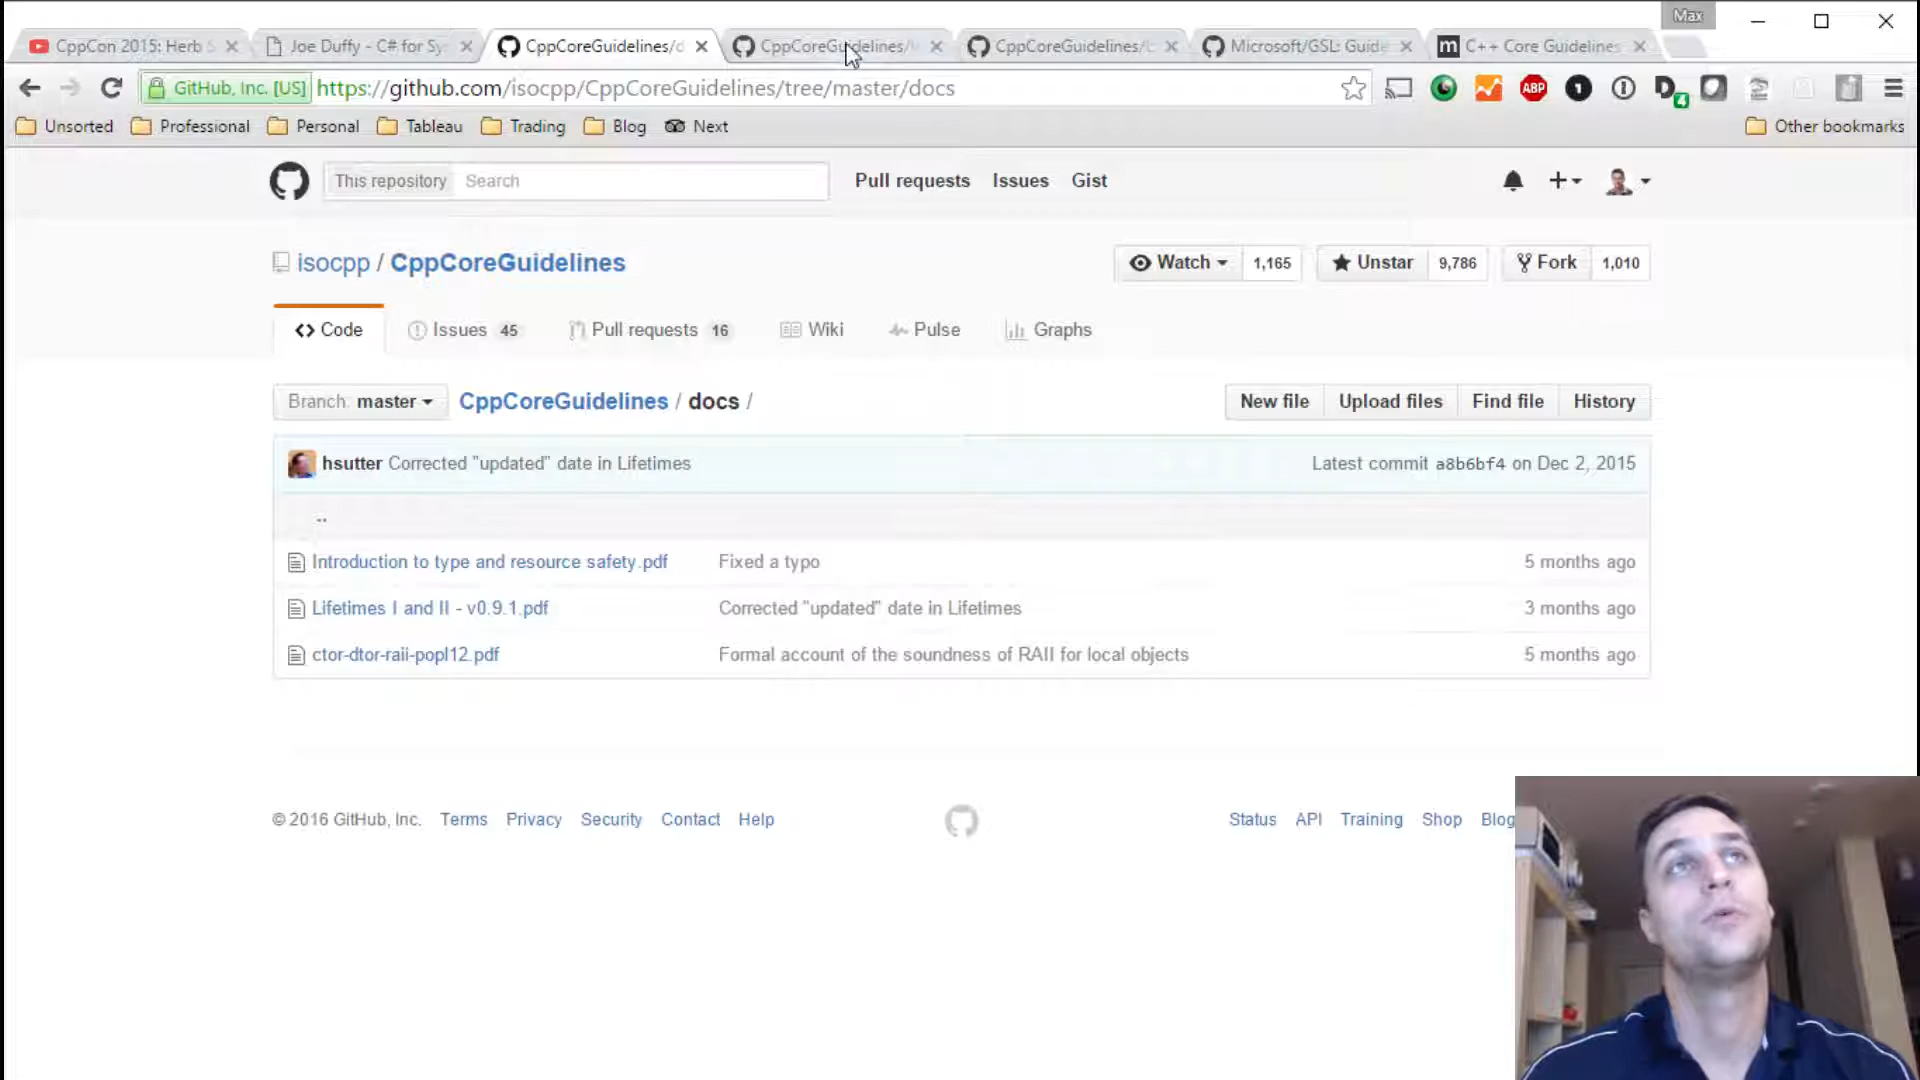 Max
CppCon 2015: Herb S
Joe Duffy - C# for Sy
CppCoreGuidelines/d
CppCoreGuidelines/
CppCoreGuidelines/
Microsoft/GSL: Guide
C++ Core Guidelines
GitHub, Inc. [US] https://github.com/isocpp/CppCoreGuidelines/tree/master/docs
Unsorted Professional Personal Tableau Trading Blog Next Other bookmarks
This repository Search Pull requests Issues Gist
isocpp / CppCoreGuidelines Watch 1,165 Unstar 9,786 Fork 1,010
Code Issues 45 Pull requests 16 Wiki Pulse Graphs
Branch: master CppCoreGuidelines / docs / New file Upload files Find file History
hsutter Corrected "updated" date in Lifetimes Latest commit a8b6bf4 on Dec 2, 2015
..
Introduction to type and resource safety.pdf Fixed a typo 5 months ago
Lifetimes I and II - v0.9.1.pdf Corrected "updated" date in Lifetimes 3 months ago
ctor-dtor-raii-popl12.pdf Formal account of the soundness of RAII for local objects 5 months ago
© 2016 GitHub, Inc. Terms Privacy Security Contact Help Status API Training Shop Blog